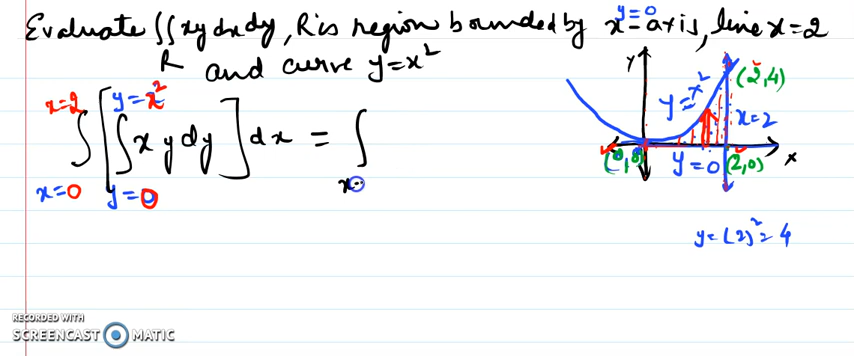 y=0
Evaluate ∬ xy dx dy, R is region bounded by x-axis, line x=2
R and curve y=x²
x=2 y=x²
∫ [∫ x y dy] dx = ∫
x=0 y=0 x=
y
y=x²
(2,4)
x=2
(0,0) y=0 (2,0) x
y=(2)²=4
RECORDED WITH
SCREENCAST MATIC